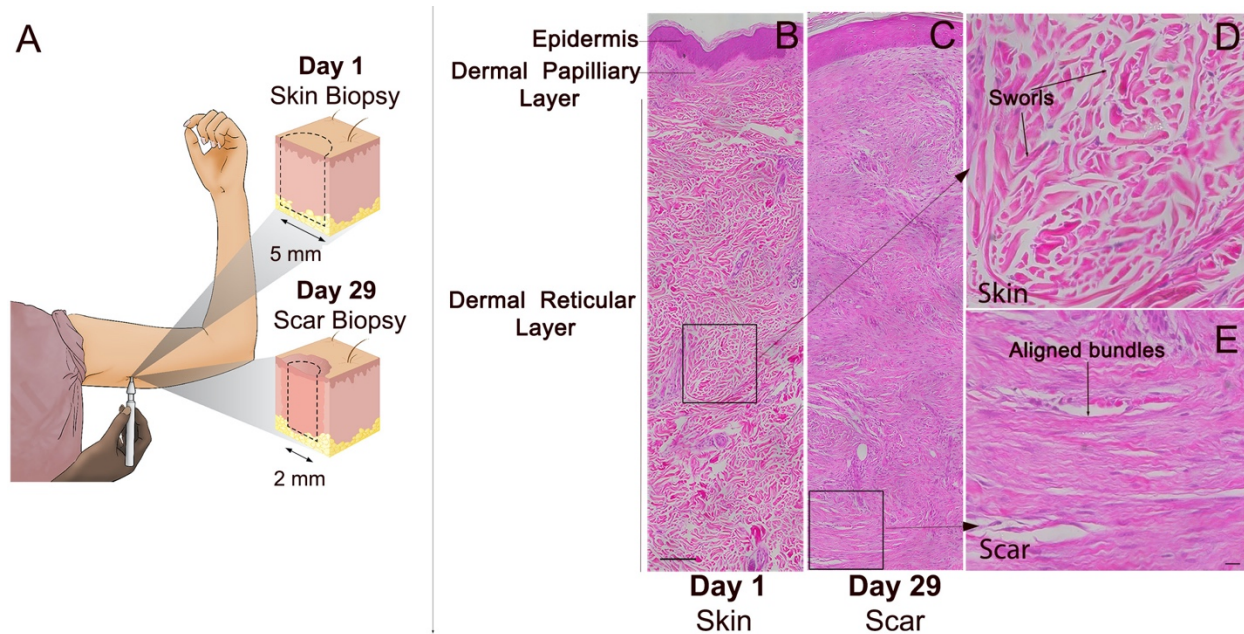 A
Day 1
Skin Biopsy
5 mm
Day 29
Scar Biopsy
2 mm
Epidermis
Dermal Papilliary
Layer
Dermal Reticular
Layer
B
Day 1
Skin
C
Day 29
Scar
D
Sworls
Skin
E
Aligned bundles
Scar